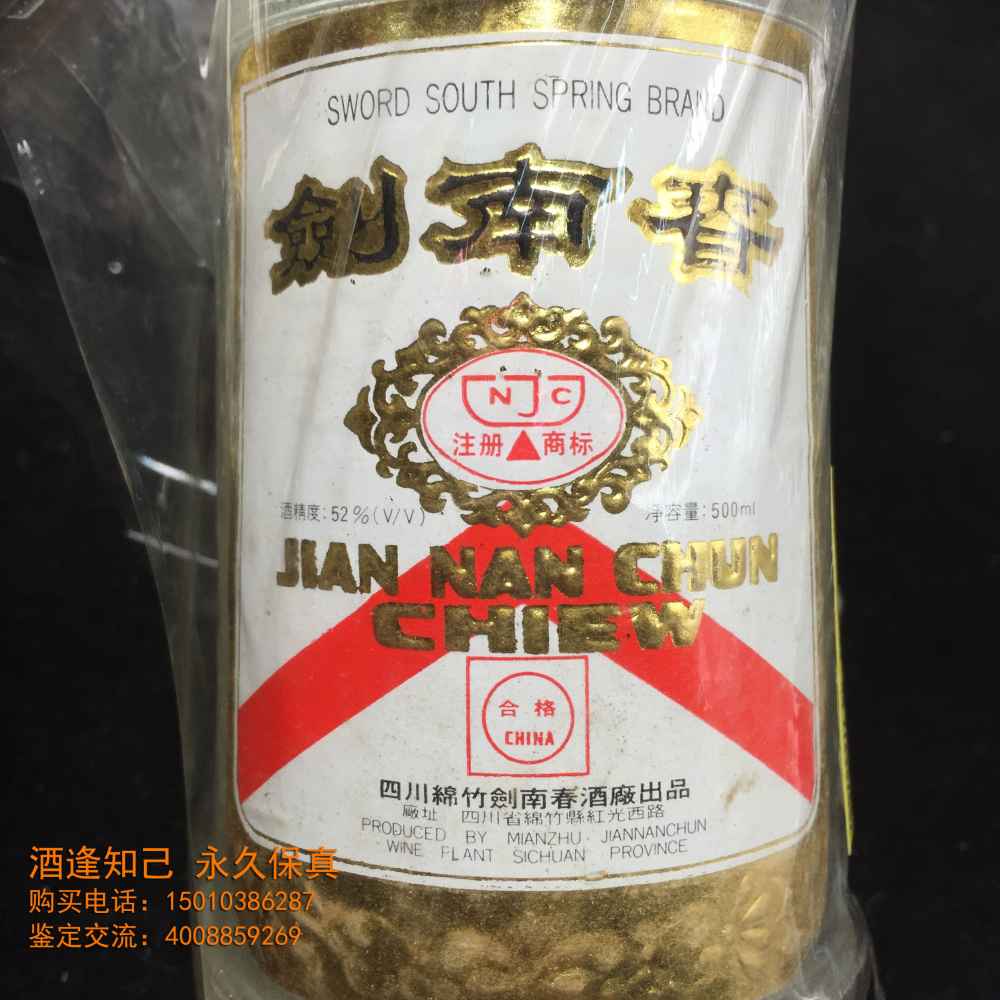 SWORD SOUTH SPRING BRAND
劍南春
NJC
注册 商标
酒精度:52%(V/V)
净容量:500ml
JIAN NAN CHUN
CHIEW
合格
CHINA
四川綿竹劍南春酒廠出品
廠址 四川省綿竹縣紅光西路
PRODUCED BY MIANZHU JIANNANCHUN
WINE PLANT SICHUAN PROVINCE
酒逢知己 永久保真
购买电话：15010386287
鉴定交流：4008859269